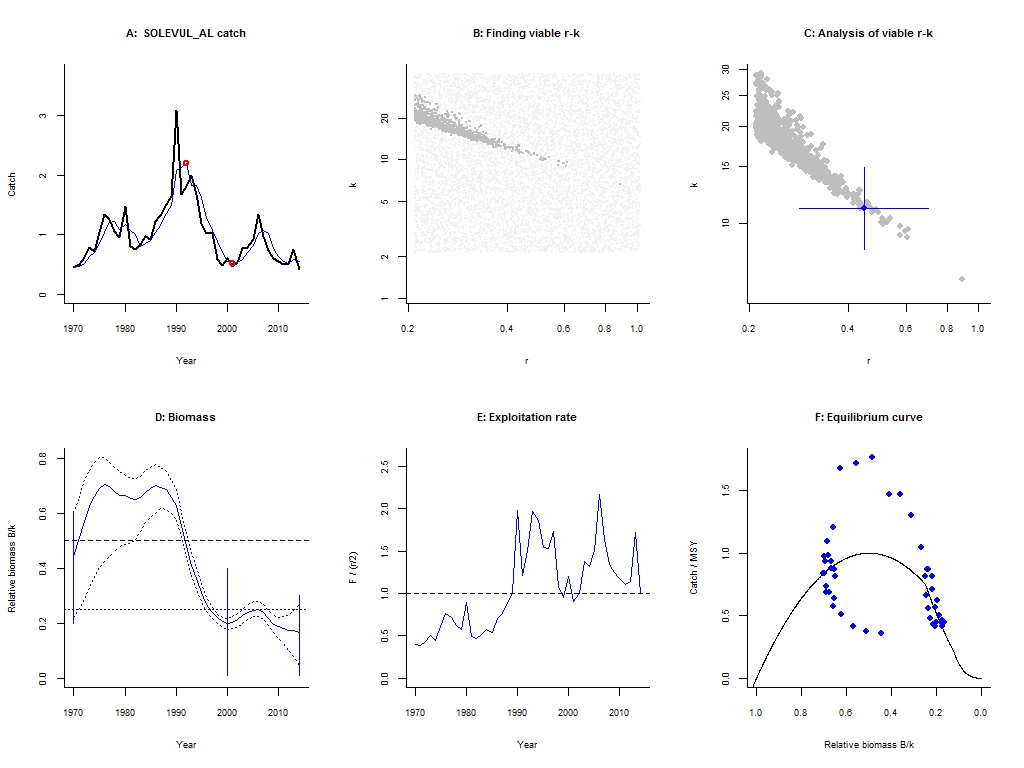 A:  SOLEVUL_AL catch
Catch
3
2
1
0
1970 1980 1990 2000 2010
Year
B: Finding viable r-k
k
20
10
5
2
1
0.2 0.4 0.6 0.8 1.0
r
C: Analysis of viable r-k
k
30
25
20
15
10
0.2 0.4 0.6 0.8 1.0
r
D: Biomass
Relative biomass B/k
0.8
0.6
0.4
0.2
0.0
1970 1980 1990 2000 2010
Year
E: Exploitation rate
F / (r/2)
2.5
2.0
1.5
1.0
0.5
0.0
1970 1980 1990 2000 2010
Year
F: Equilibrium curve
Catch / MSY
1.5
1.0
0.5
0.0
1.0 0.8 0.6 0.4 0.2 0.0
Relative biomass B/k